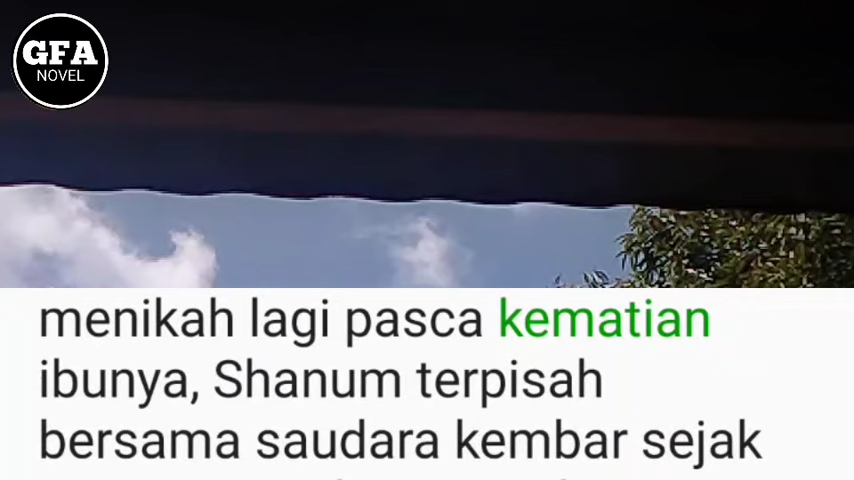 GFA
NOVEL
menikah lagi pasca kematian
ibunya, Shanum terpisah
bersama saudara kembar sejak